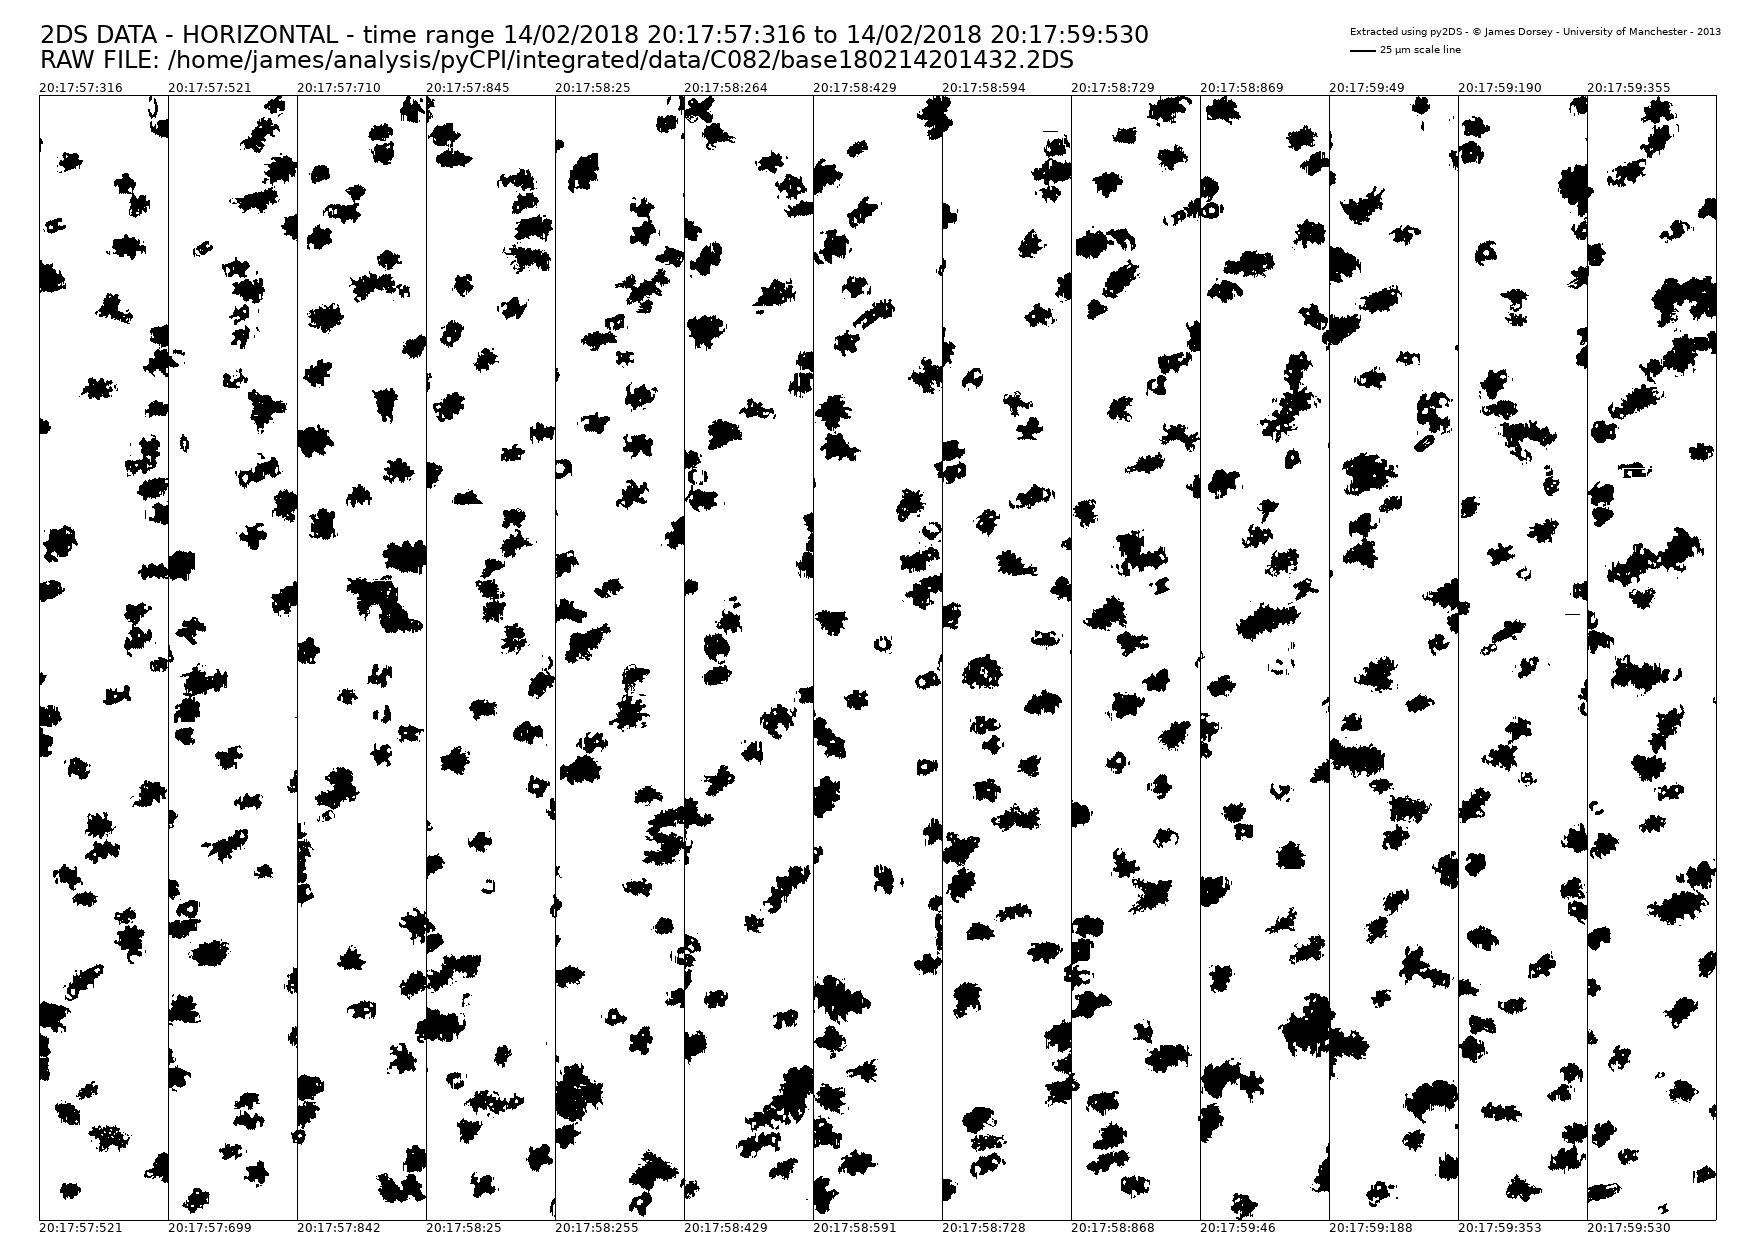 2DS DATA - HORIZONTAL - time range 14/02/2018 20:17:57:316 to 14/02/2018 20:17:59:530
RAW FILE: /home/james/analysis/pyCPI/integrated/data/C082/base180214201432.2DS
Extracted using py2DS - © James Dorsey - University of Manchester - 2013
25 μm scale line
20:17:57:316 20:17:57:521 20:17:57:710 20:17:57:845 20:17:58:25 20:17:58:264 20:17:58:429 20:17:58:594 20:17:58:729 20:17:58:869 20:17:59:49 20:17:59:190 20:17:59:355
20:17:57:521 20:17:57:699 20:17:57:842 20:17:58:25 20:17:58:255 20:17:58:429 20:17:58:591 20:17:58:728 20:17:58:868 20:17:59:46 20:17:59:188 20:17:59:353 20:17:59:530